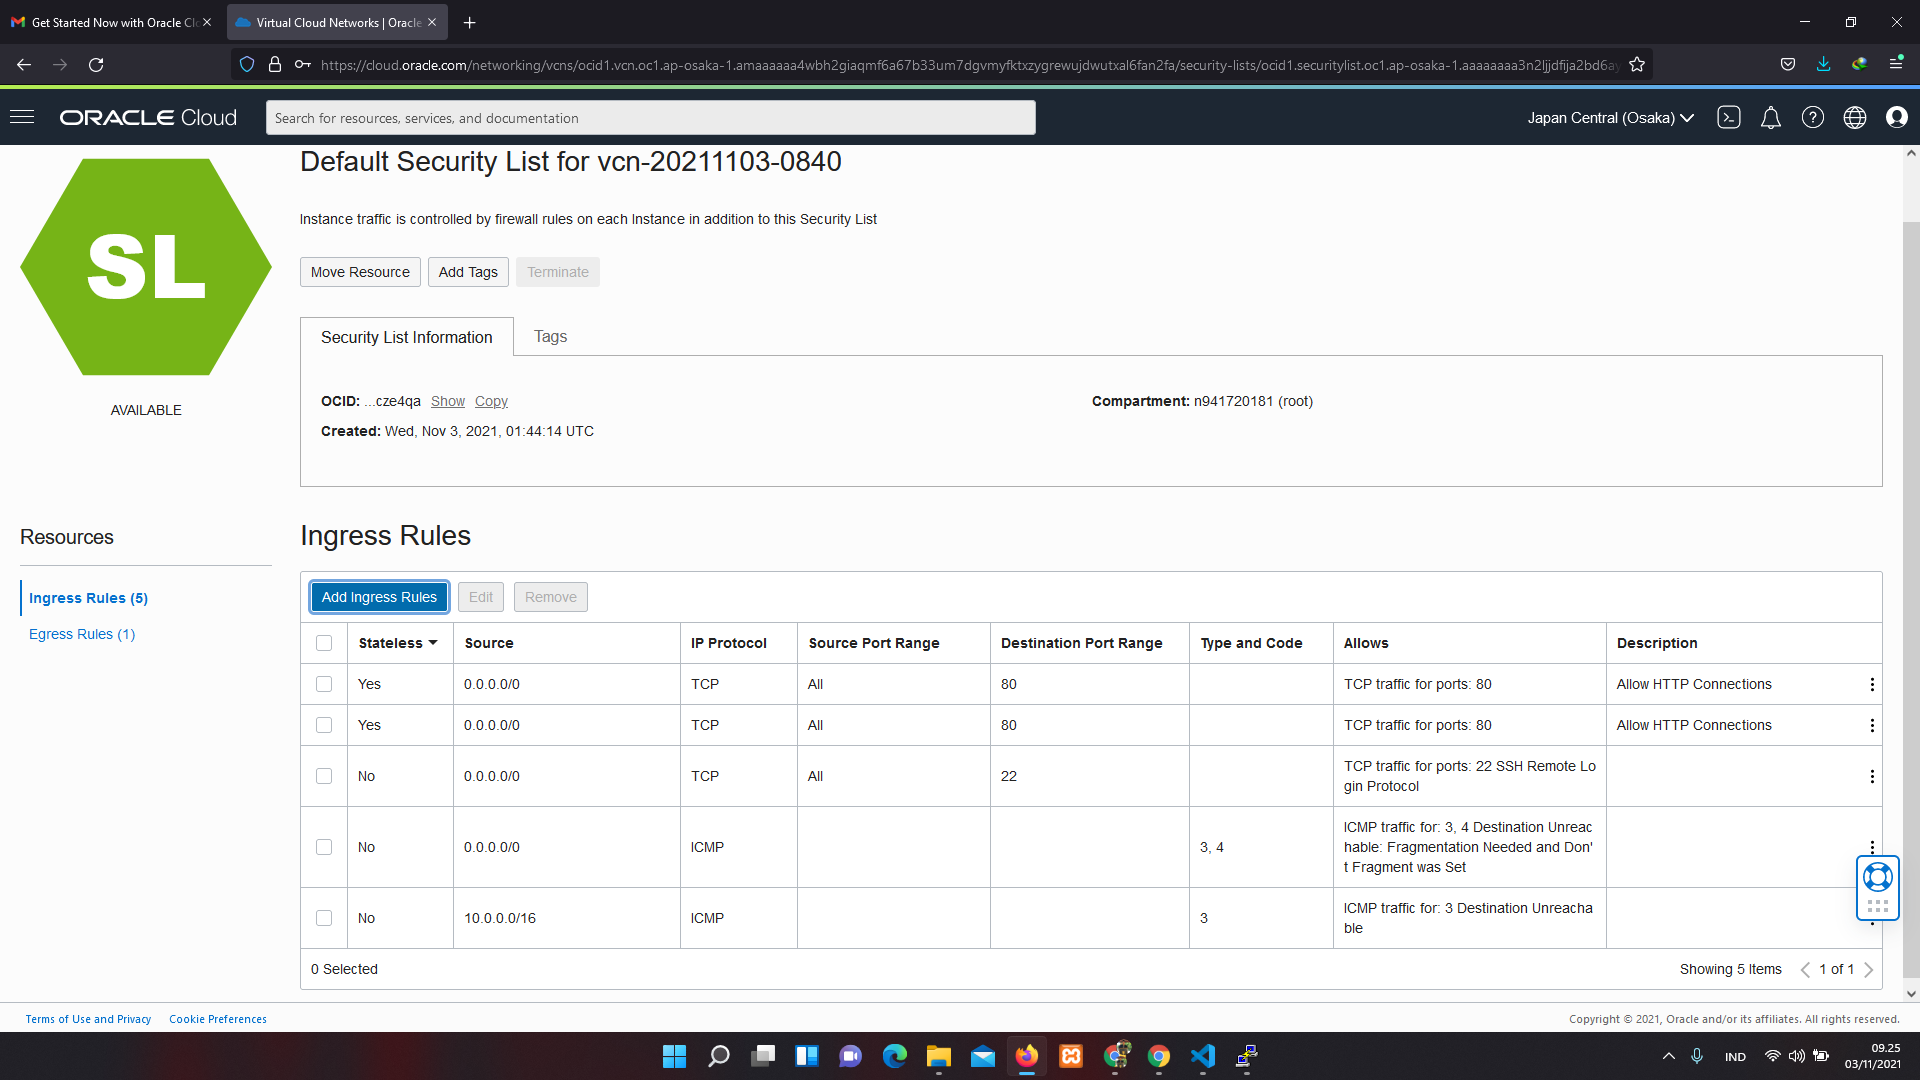 Get Started Now with Oracle Cl
Virtual Cloud Networks | Oracle
https://cloud.oracle.com/networking/vcns/ocid1.vcn.oc1.ap-osaka-1.amaaaaaa4wbh2giaqmf6a67b33um7dgvmyfktxzygrewujdwutxal6fan2fa/security-lists/ocid1.securitylist.oc1.ap-osaka-1.aaaaaaaa3n2ljjdfija2bd6ay
ORACLE Cloud
Search for resources, services, and documentation
Japan Central (Osaka)
SL
AVAILABLE
Default Security List for vcn-20211103-0840
Instance traffic is controlled by firewall rules on each Instance in addition to this Security List
Move Resource Add Tags Terminate
Security List Information Tags
OCID: ...cze4qa Show Copy
Compartment: n941720181 (root)
Created: Wed, Nov 3, 2021, 01:44:14 UTC
Resources
Ingress Rules (5)
Egress Rules (1)
Ingress Rules
Add Ingress Rules Edit Remove
Stateless Source IP Protocol Source Port Range Destination Port Range Type and Code Allows Description
Yes 0.0.0.0/0 TCP All 80 TCP traffic for ports: 80 Allow HTTP Connections
Yes 0.0.0.0/0 TCP All 80 TCP traffic for ports: 80 Allow HTTP Connections
No 0.0.0.0/0 TCP All 22 TCP traffic for ports: 22 SSH Remote Lo
gin Protocol
No 0.0.0.0/0 ICMP 3, 4 ICMP traffic for: 3, 4 Destination Unreac
hable: Fragmentation Needed and Don'
t Fragment was Set
No 10.0.0.0/16 ICMP 3 ICMP traffic for: 3 Destination Unreacha
ble
0 Selected
Showing 5 Items 1 of 1
Terms of Use and Privacy Cookie Preferences
Copyright © 2021, Oracle and/or its affiliates. All rights reserved.
IND
09.25
03/11/2021